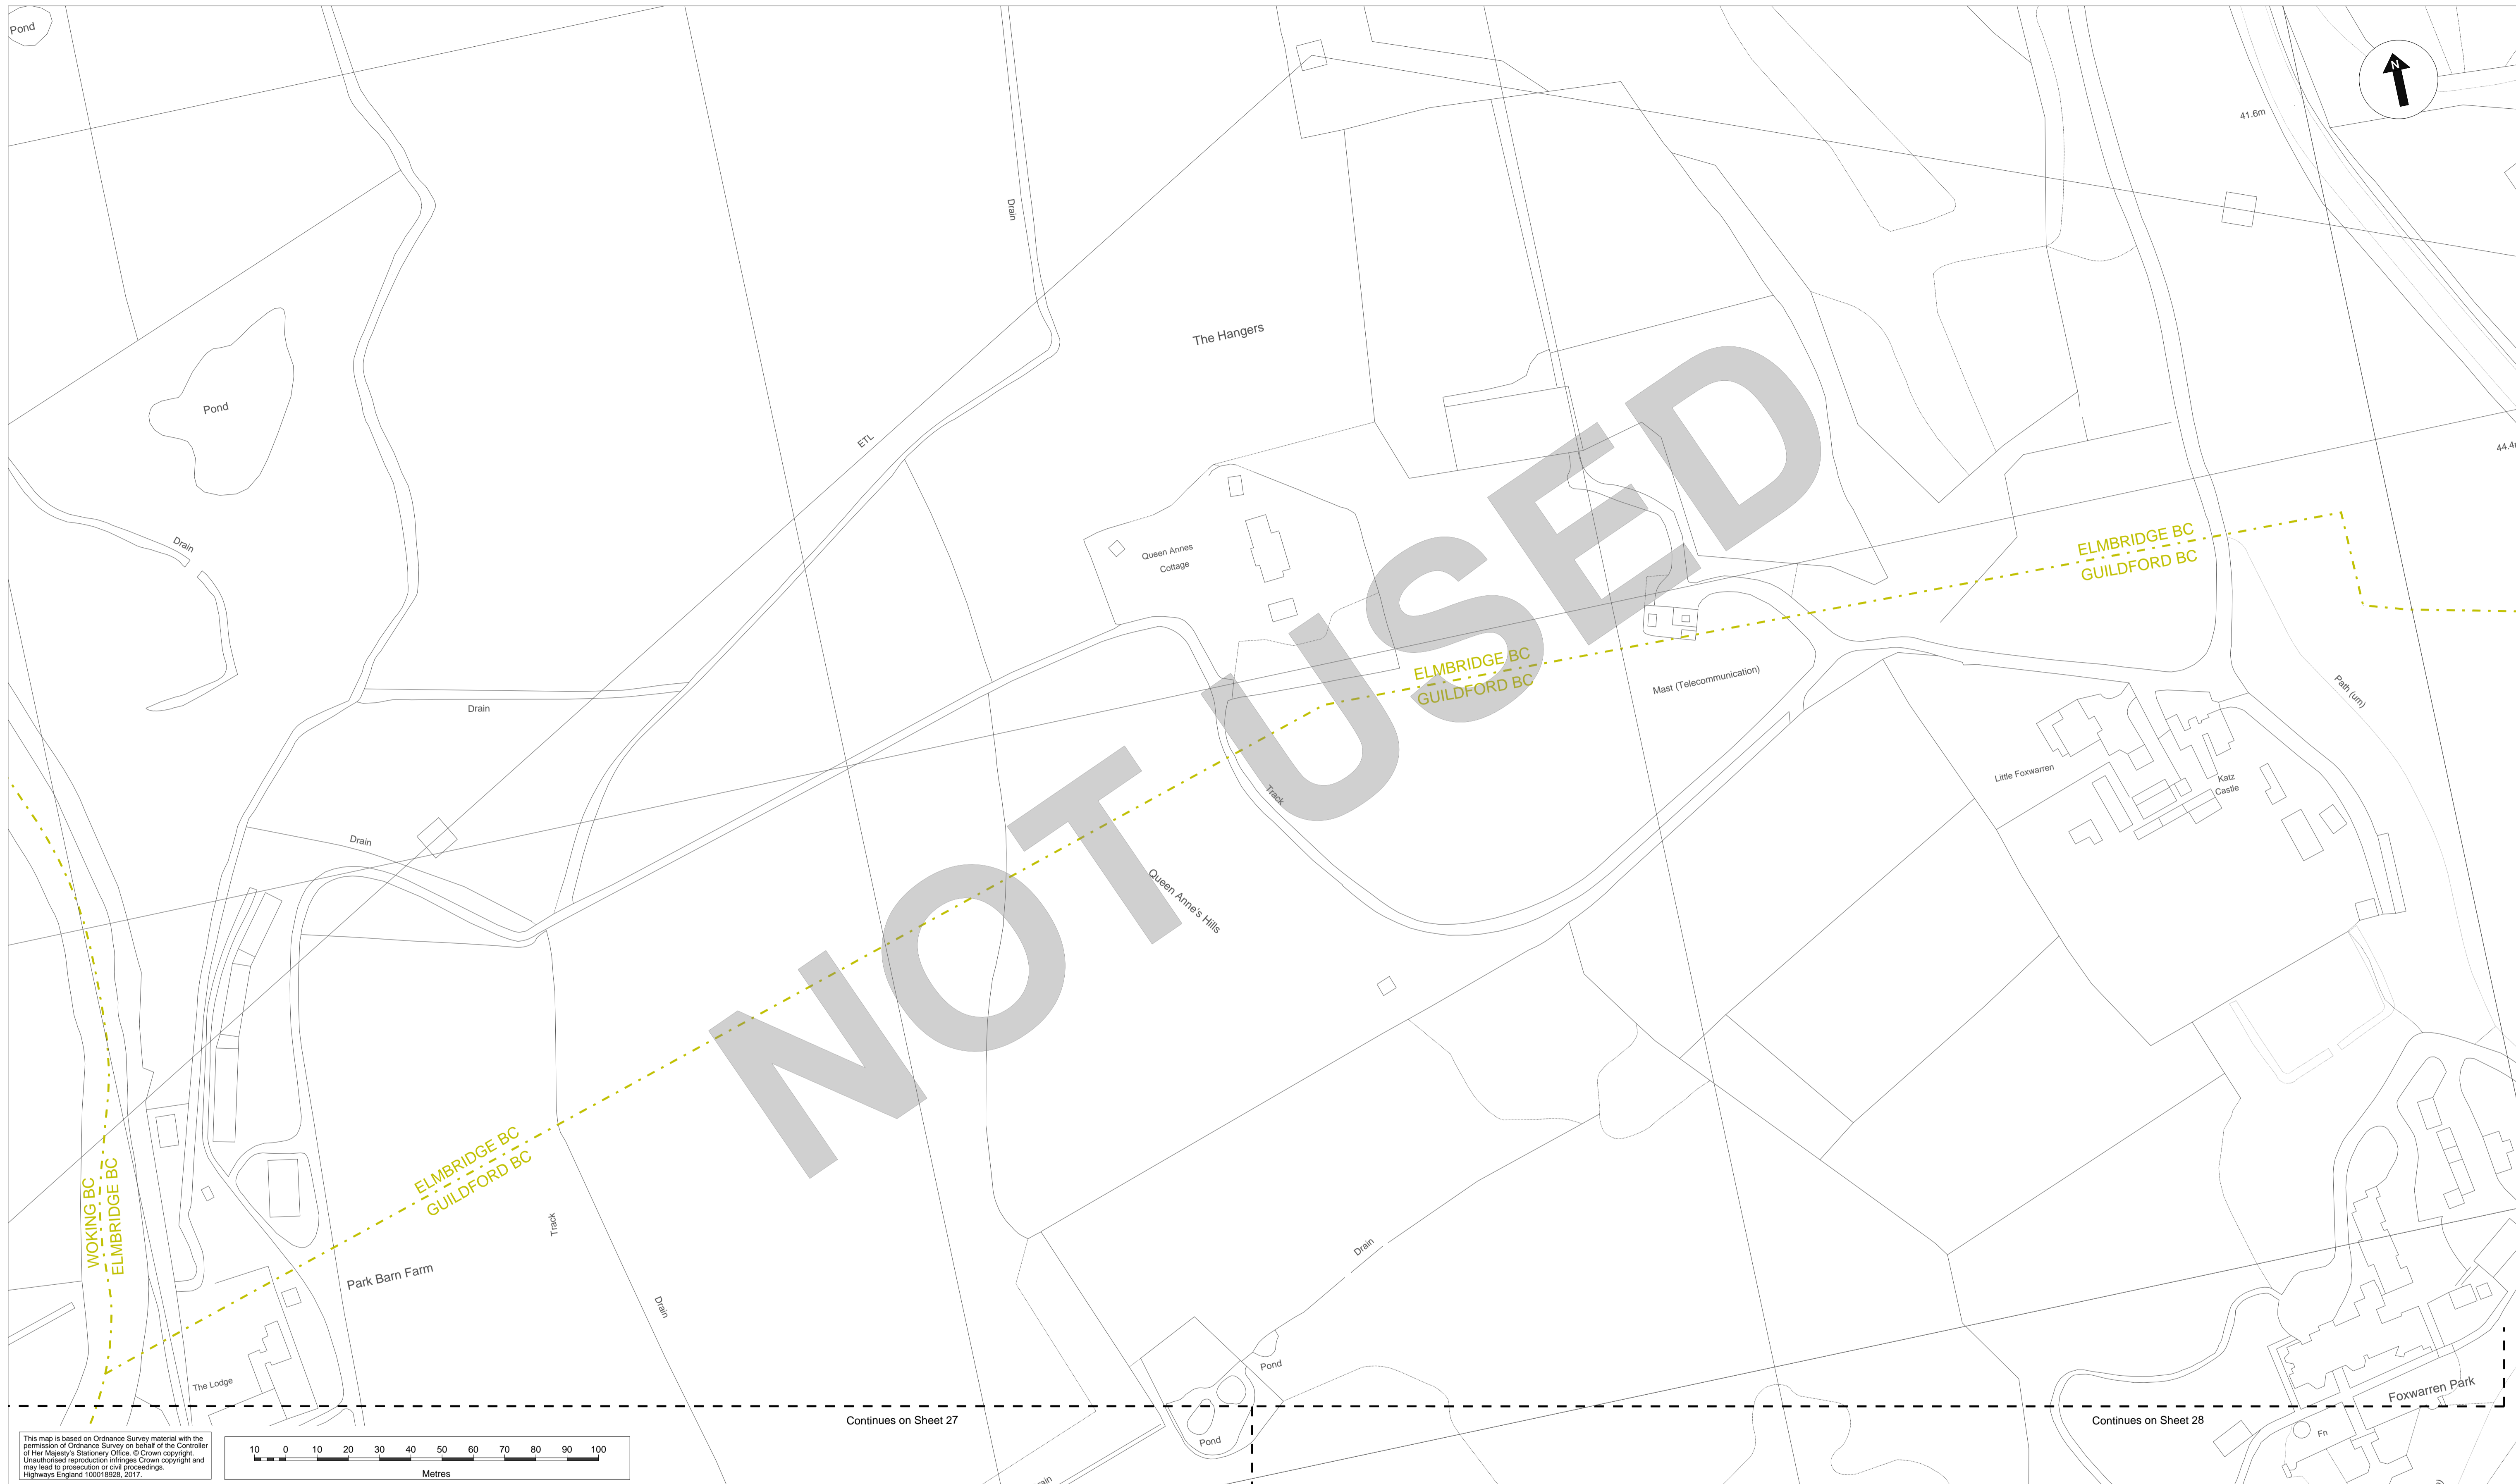 Pond
N
41.6m
Drain
The Hangers
Pond
ETL
44.4
Drain
Queen Annes
Cottage
ELMBRIDGE BC
GUILDFORD BC
ELMBRIDGE BC
GUILDFORD BC
Mast (Telecommunication)
Path (um)
Drain
Little Foxwarren
Katz
Castle
Track
Drain
NOT USED
Queen Anne's Hills
ELMBRIDGE BC
GUILDFORD BC
WOKING BC
ELMBRIDGE BC
Track
Park Barn Farm
Drain
Drain
Pond
The Lodge
Foxwarren Park
Continues on Sheet 27
Continues on Sheet 28
Pond
Fn
This map is based on Ordnance Survey material with the
permission of Ordnance Survey on behalf of the Controller
of Her Majesty's Stationery Office. © Crown copyright.
Unauthorised reproduction infringes Crown copyright and
may lead to prosecution or civil proceedings.
Highways England 100018928, 2017.
10 0 10 20 30 40 50 60 70 80 90 100
Metres